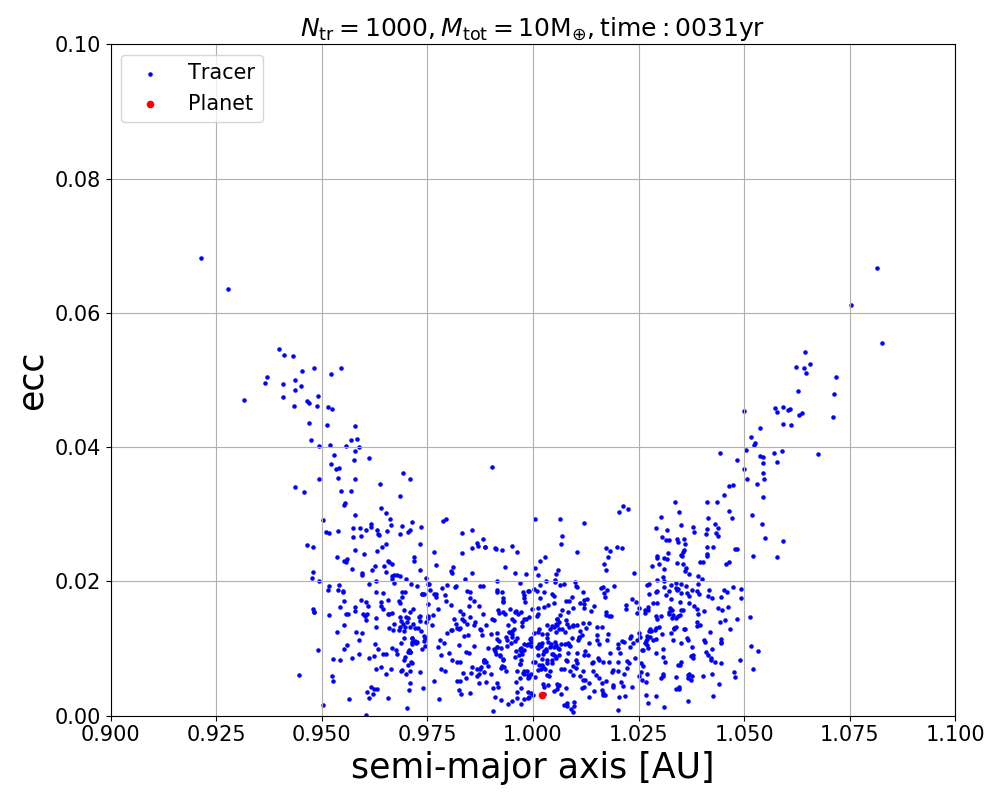 N_tr = 1000, M_tot = 10M_⊕, time : 0031yr
Tracer
Planet
0.10
0.08
0.06
0.04
0.02
0.00
ecc
0.900 0.925 0.950 0.975 1.000 1.025 1.050 1.075 1.100
semi-major axis [AU]